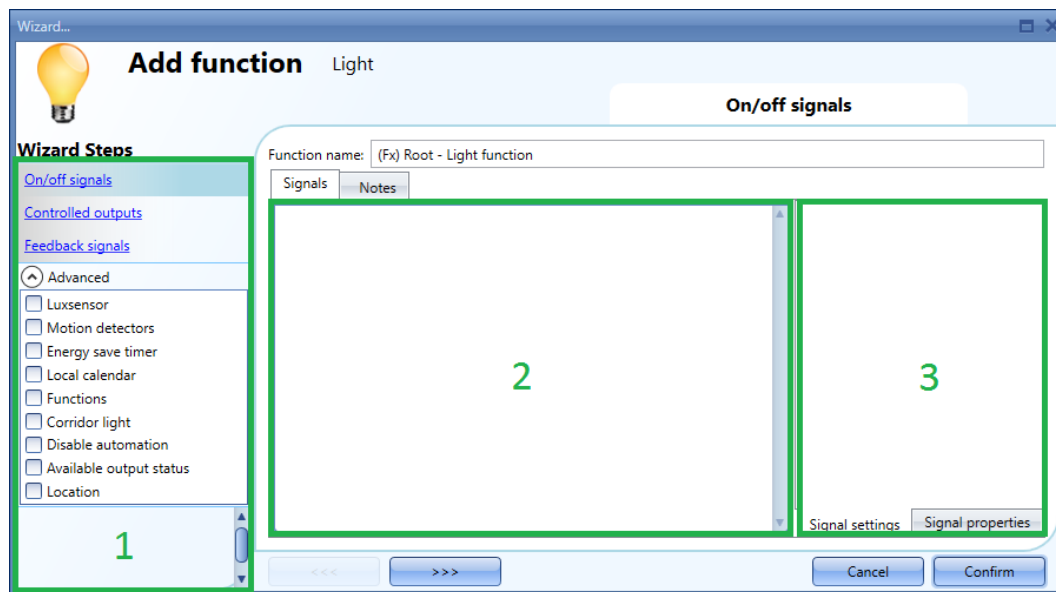 Wizard...
Add function Light
On/off signals
Wizard Steps
On/off signals
Controlled outputs
Feedback signals
Advanced
Luxsensor
Motion detectors
Energy save timer
Local calendar
Functions
Corridor light
Disable automation
Available output status
Location
1
Function name: (Fx) Root - Light function
Signals Notes
2
3
Signal settings Signal properties
<<< >>> Cancel Confirm